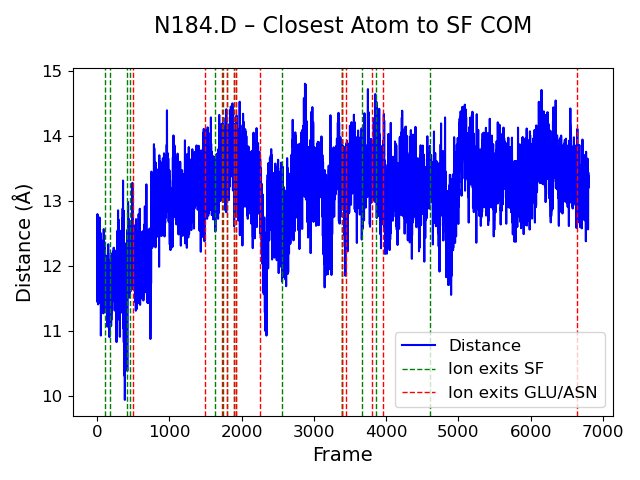 N184.D – Closest Atom to SF COM
15
14
13
12
11
10
Distance (Å)
0 1000 2000 3000 4000 5000 6000 7000
Frame
Distance
Ion exits SF
Ion exits GLU/ASN